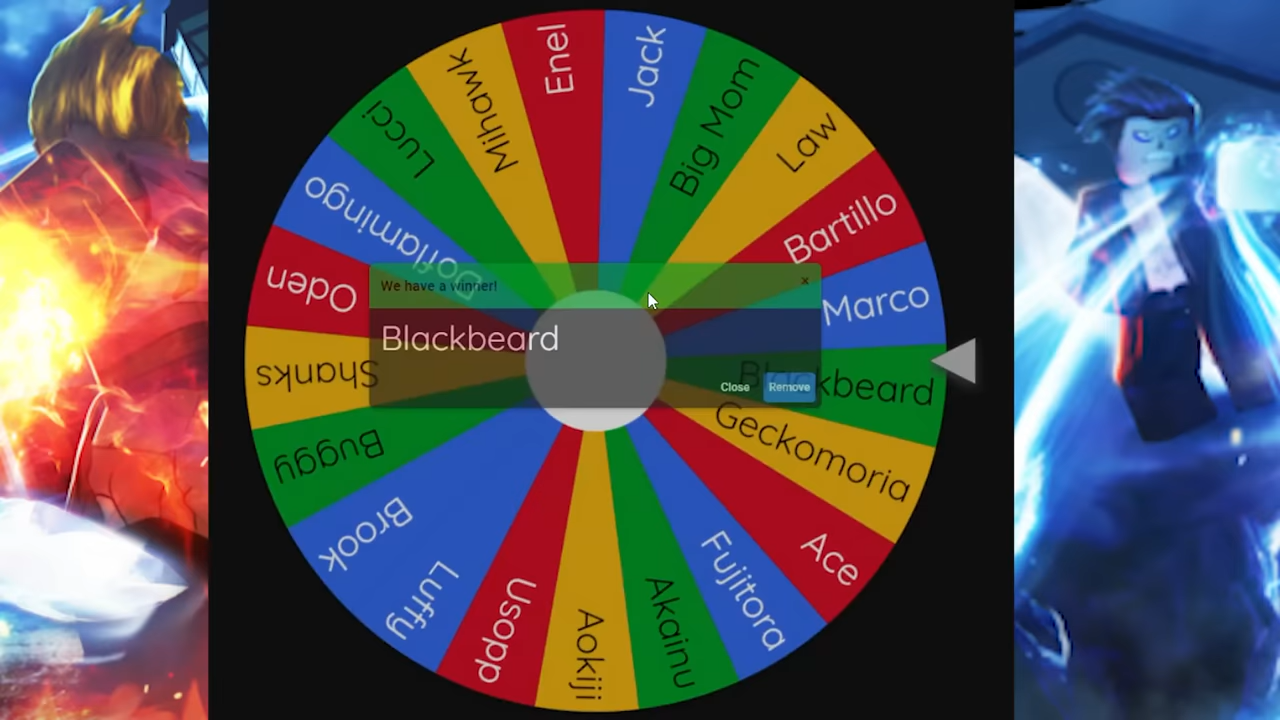 Enel
Jack
Big Mom
Law
Bartillo
Marco
Blackbeard
Geckomoria
Ace
Fujitora
Akainu
Aokiji
Usopp
Luffy
Brook
Buggy
Shanks
Oden
Doflamingo
Lucci
Mihawk
We have a winner!
×
Blackbeard
Close
Remove